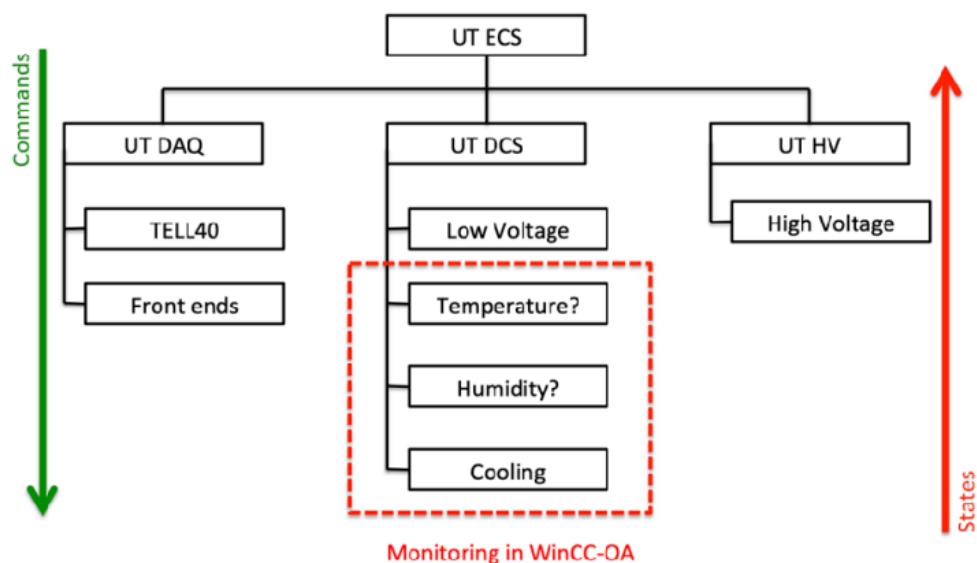 UT ECS
Commands
UT DAQ
UT DCS
UT HV
TELL40
Low Voltage
High Voltage
Front ends
Temperature?
Humidity?
Cooling
States
Monitoring in WinCC-OA